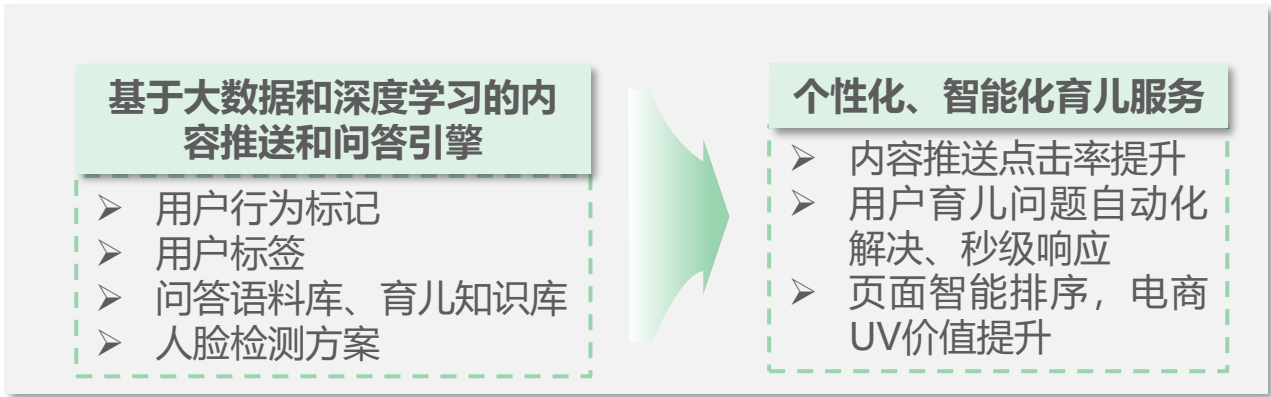 基于大数据和深度学习的内
容推送和问答引擎
➢ 用户行为标记
➢ 用户标签
➢ 问答语料库、育儿知识库
➢ 人脸检测方案
个性化、智能化育儿服务
➢ 内容推送点击率提升
➢ 用户育儿问题自动化
解决、秒级响应
➢ 页面智能排序，电商
UV价值提升